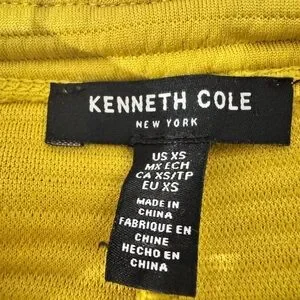 KENNETH COLE
NEW YORK
US XS
MX ECH
CA XS/TP
EU XS
MADE IN
CHINA
FABRIQUE EN
CHINE
HECHO EN
CHINA